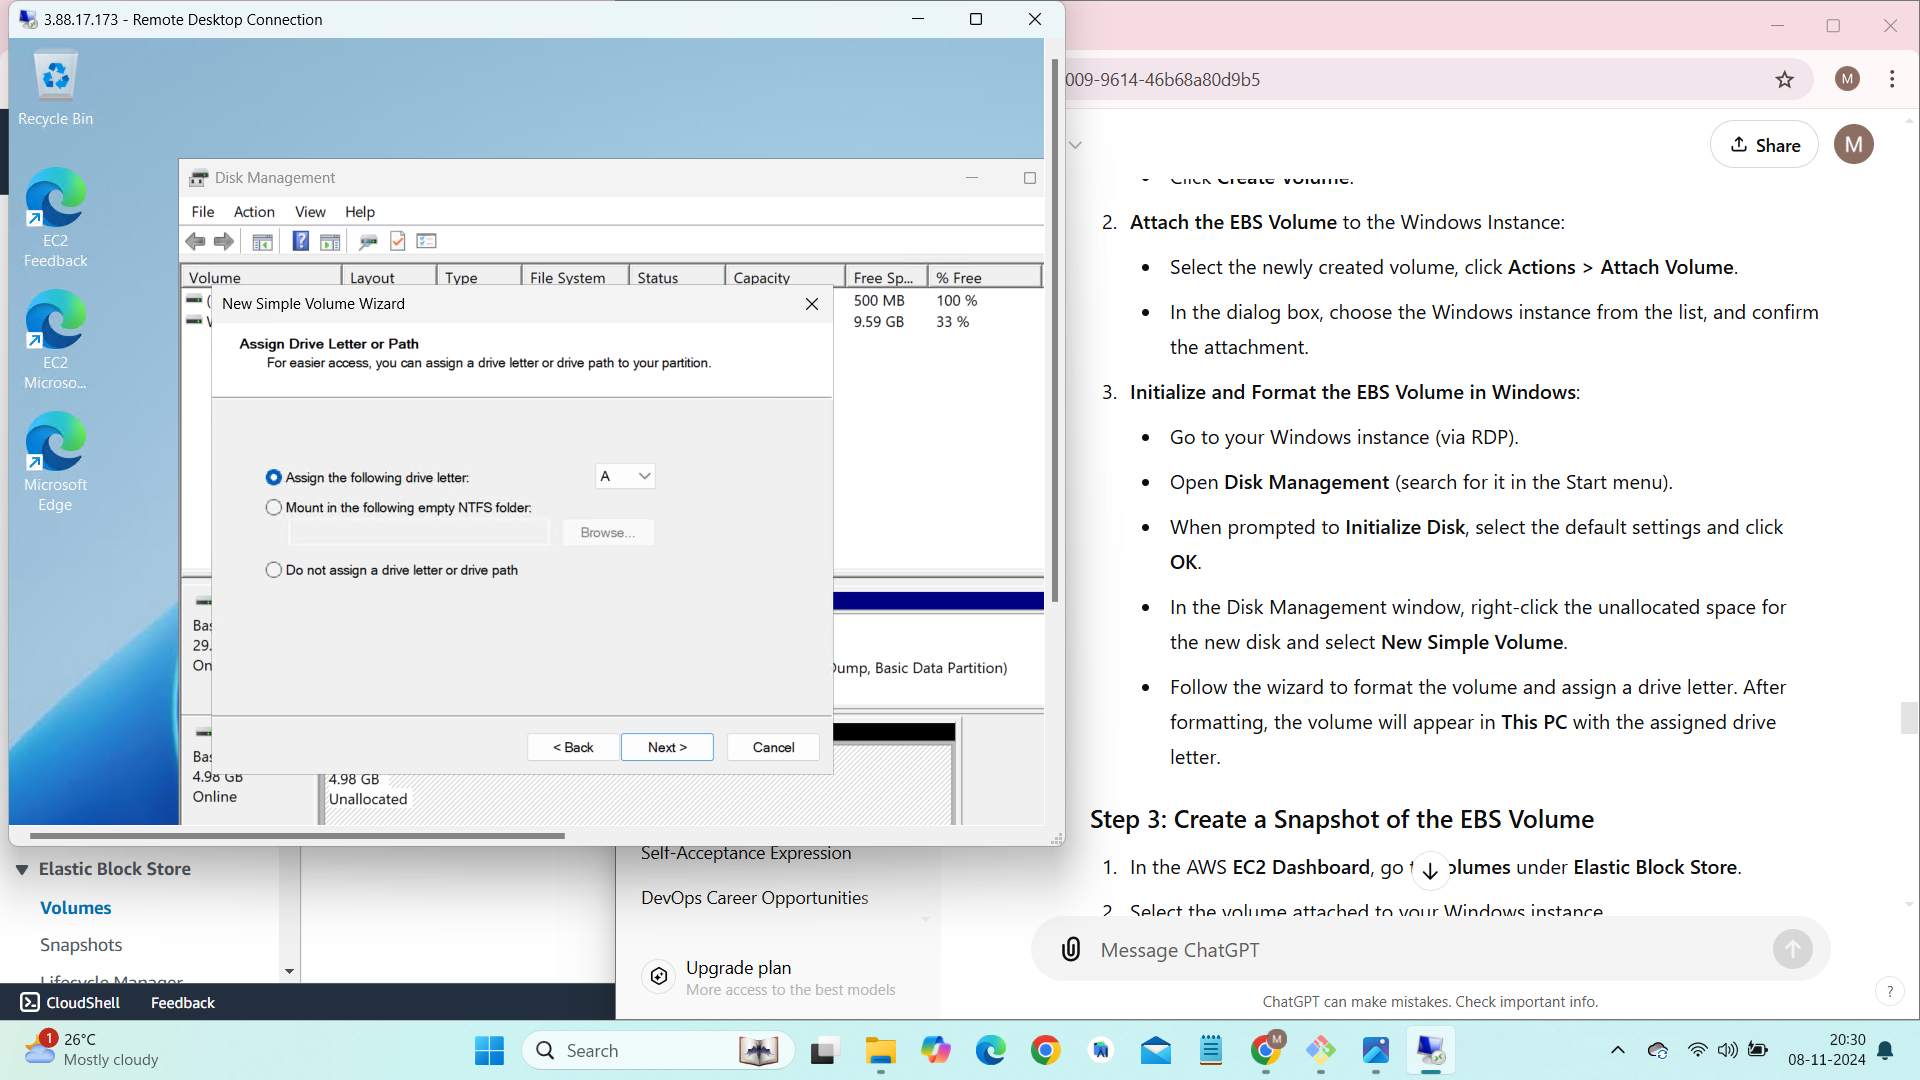 3.88.17.173 - Remote Desktop Connection
Recycle Bin
EC2
Feedback
EC2
Microso...
Microsoft
Edge
Disk Management
File Action View Help
Volume Layout Type File System Status Capacity Free Sp... % Free
500 MB 100 %
9.59 GB 33 %
New Simple Volume Wizard
Assign Drive Letter or Path
For easier access, you can assign a drive letter or drive path to your partition.
Assign the following drive letter: A
Mount in the following empty NTFS folder:
Browse...
Do not assign a drive letter or drive path
Bas
29.
On
Dump, Basic Data Partition)
< Back Next > Cancel
Bas
4.98 GB
Online
4.98 GB
Unallocated
009-9614-46b68a80d9b5
M
Share
M
Click Create Volume.
2. Attach the EBS Volume to the Windows Instance:
• Select the newly created volume, click Actions > Attach Volume.
• In the dialog box, choose the Windows instance from the list, and confirm
the attachment.
3. Initialize and Format the EBS Volume in Windows:
• Go to your Windows instance (via RDP).
• Open Disk Management (search for it in the Start menu).
• When prompted to Initialize Disk, select the default settings and click
OK.
• In the Disk Management window, right-click the unallocated space for
the new disk and select New Simple Volume.
• Follow the wizard to format the volume and assign a drive letter. After
formatting, the volume will appear in This PC with the assigned drive
letter.
Step 3: Create a Snapshot of the EBS Volume
1. In the AWS EC2 Dashboard, go olumes under Elastic Block Store.
2. Select the volume attached to your Windows instance.
Message ChatGPT
ChatGPT can make mistakes. Check important info.
?
Elastic Block Store
Volumes
Snapshots
Lifecycle Manager
CloudShell Feedback
Self-Acceptance Expression
DevOps Career Opportunities
Upgrade plan
More access to the best models
1
26°C
Mostly cloudy
Search
M
20:30
08-11-2024